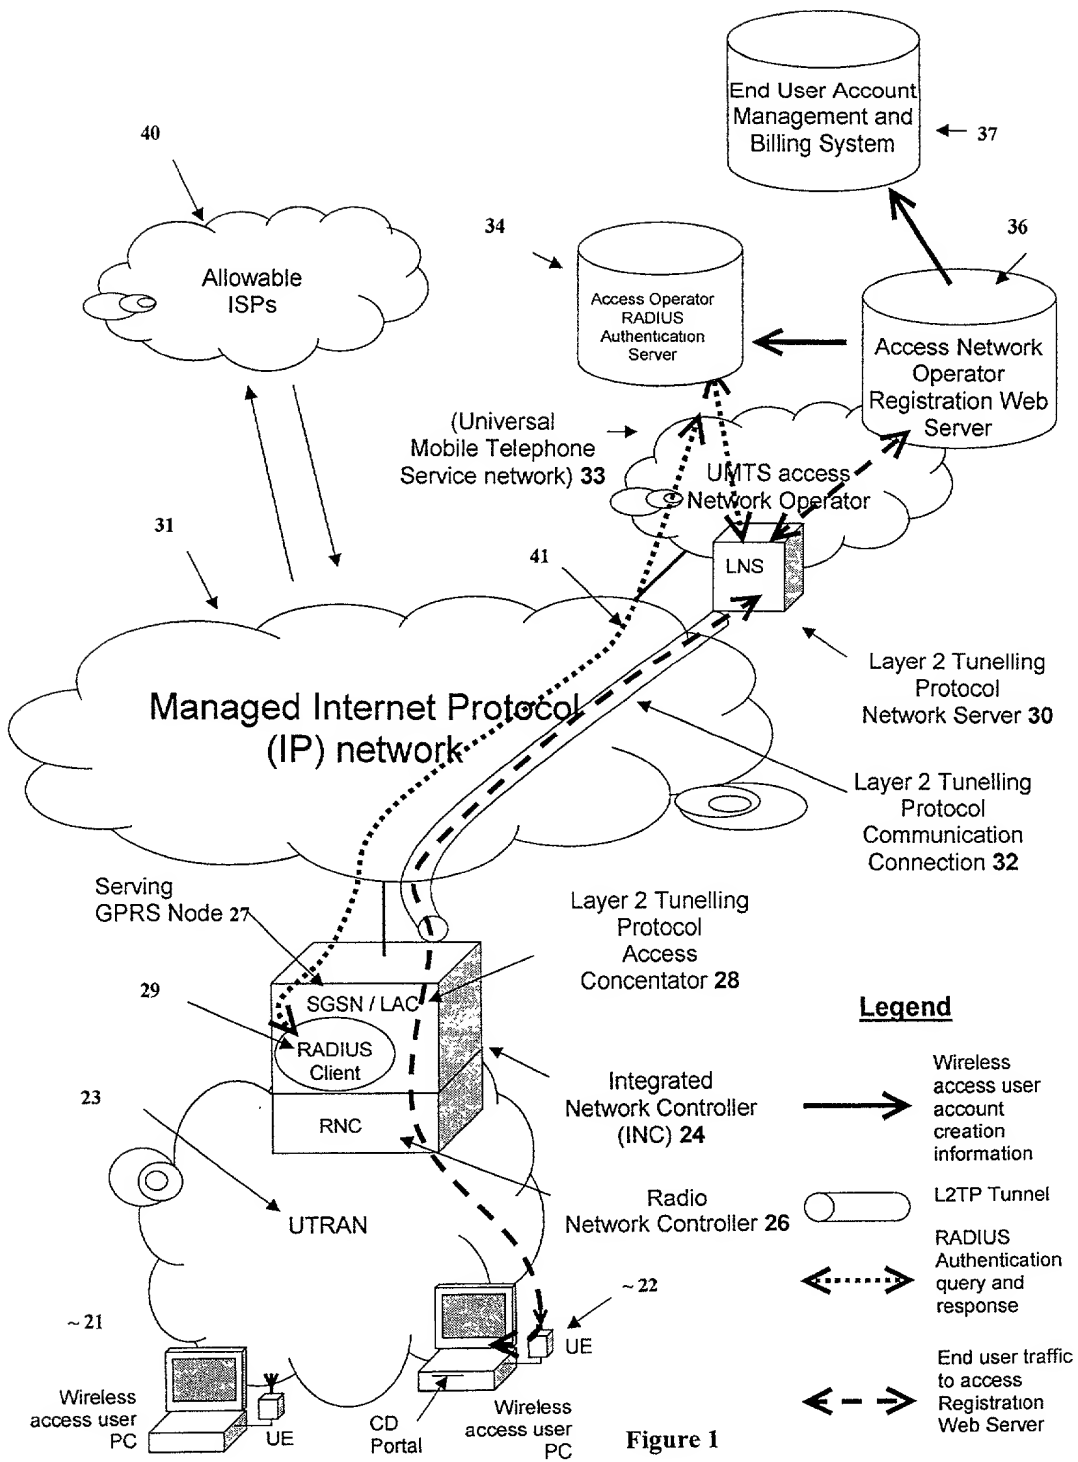 End User Account
Management and
Billing System
37
40
34
36
Allowable
ISPs
Access Operator
RADIUS
Authentication
Server
Access Network
Operator
Registration Web
Server
(Universal
Mobile Telephone
Service network) 33
UMTS access
Network Operator
31
41
LNS
Layer 2 Tunelling
Protocol
Network Server 30
Managed Internet Protocol
(IP) network
Layer 2 Tunelling
Protocol
Communication
Connection 32
Serving
GPRS Node 27
Layer 2 Tunelling
Protocol
Access
Concentator 28
29
SGSN / LAC
RADIUS
Client
Legend
23
RNC
Integrated
Network Controller
(INC) 24
Wireless
access user
account
creation
information
UTRAN
Radio
Network Controller 26
L2TP Tunnel
RADIUS
Authentication
query and
response
~ 21
~ 22
UE
Wireless
access user
PC
UE
CD
Portal
Wireless
access user
PC
End user traffic
to access
Registration
Web Server
Figure 1